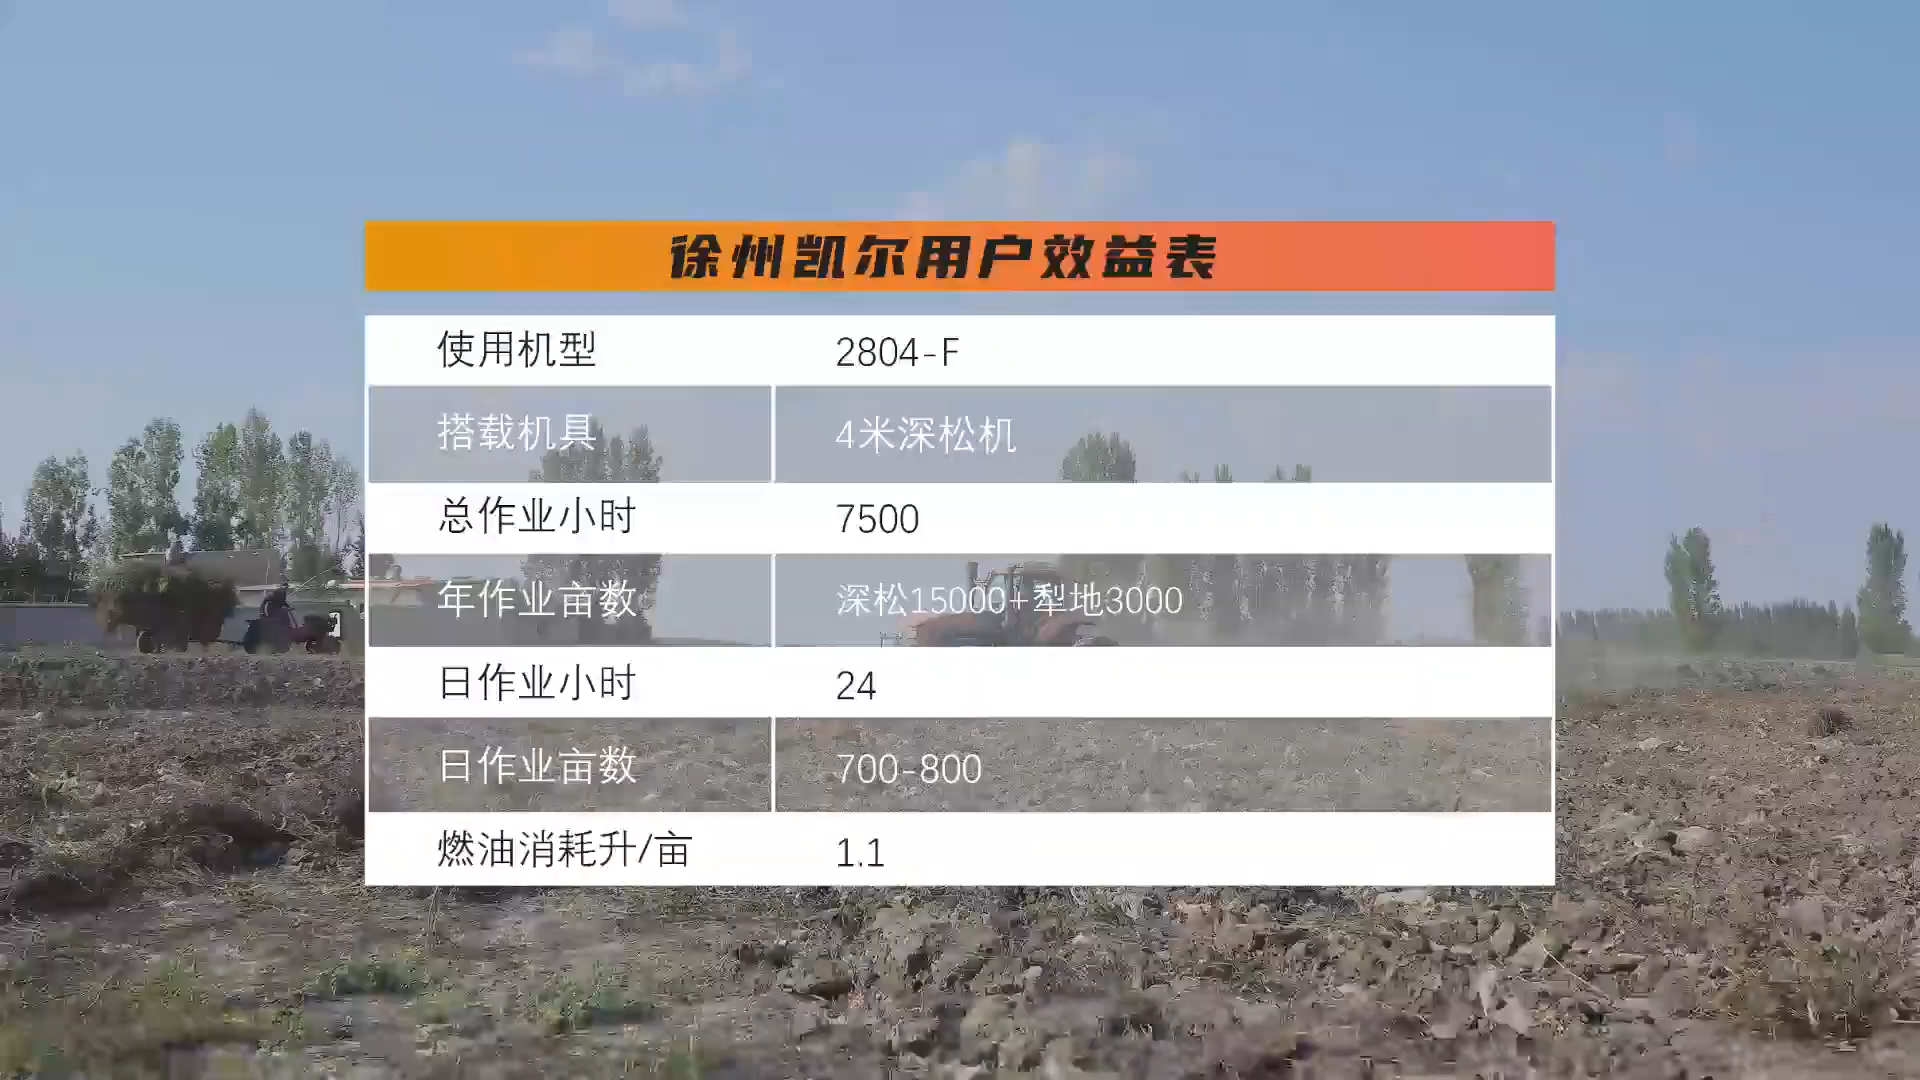 徐州凯尔用户效益表
使用机型 2804-F
搭载机具 4米深松机
总作业小时 7500
年作业亩数 深松15000+犁地3000
日作业小时 24
日作业亩数 700-800
燃油消耗升/亩 1.1